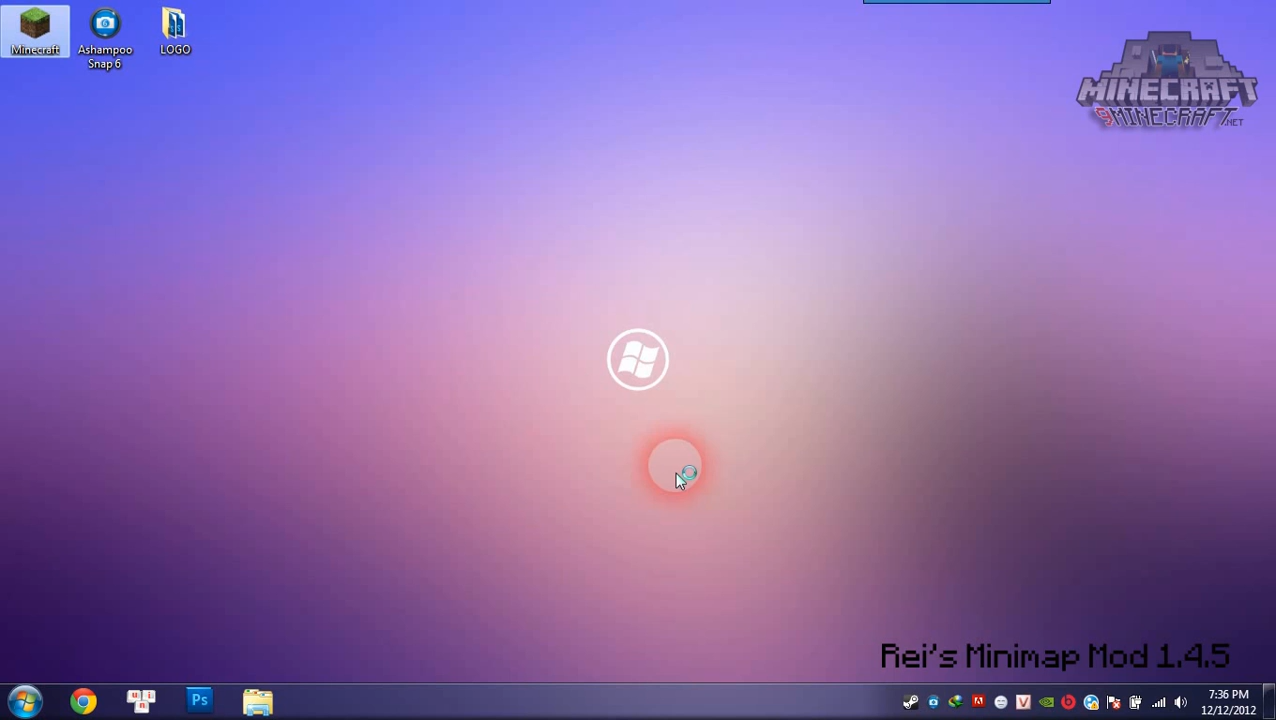 Minecraft
Ashampoo
Snap 6
LOGO
MINECRAFT
9MINECRAFT.NET
Rei's Minimap Mod 1.4.5
Ps
7:36 PM
12/12/2012